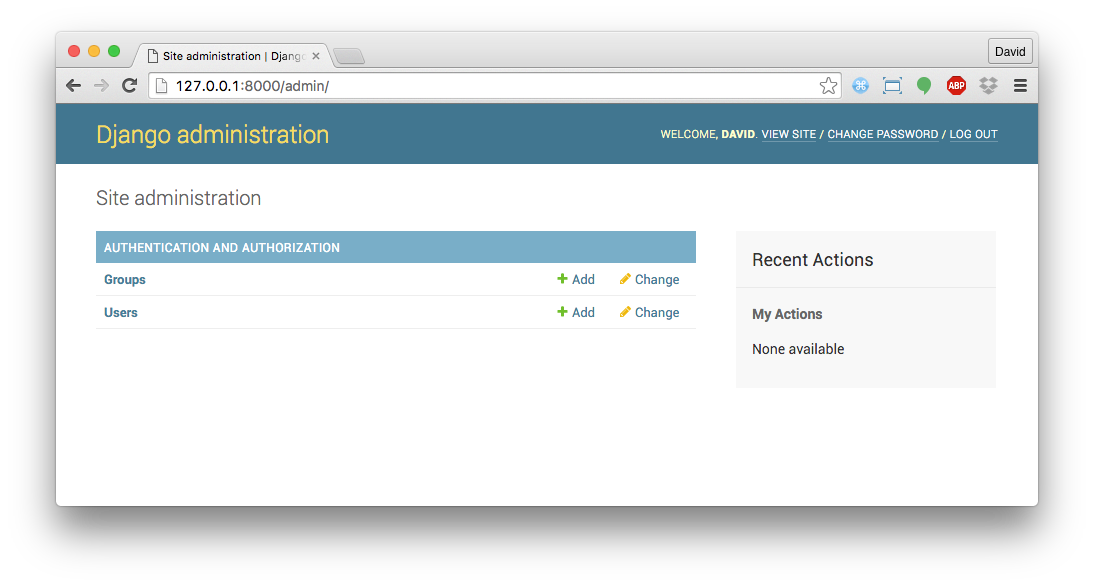 Site administration | Djang
David
127.0.0.1:8000/admin/
ABP
Django administration
WELCOME, DAVID. VIEW SITE / CHANGE PASSWORD / LOG OUT
Site administration
AUTHENTICATION AND AUTHORIZATION
Groups Add Change
Users Add Change
Recent Actions
My Actions
None available